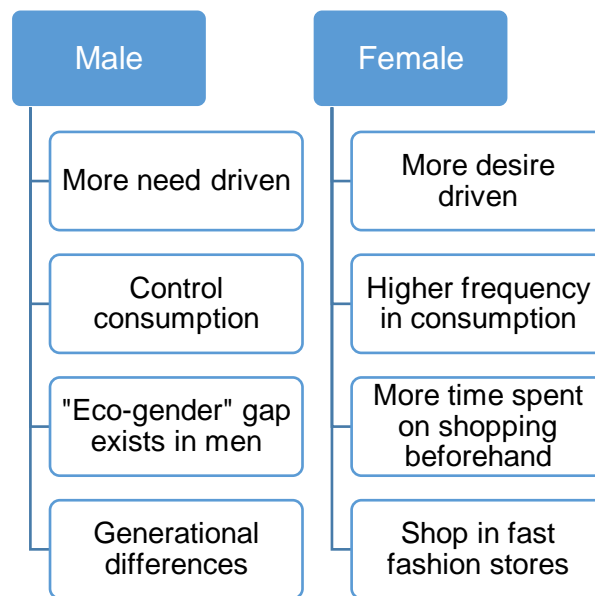 Male
More need driven
Control
consumption
"Eco-gender" gap
exists in men
Generational
differences
Female
More desire
driven
Higher frequency
in consumption
More time spent
on shopping
beforehand
Shop in fast
fashion stores